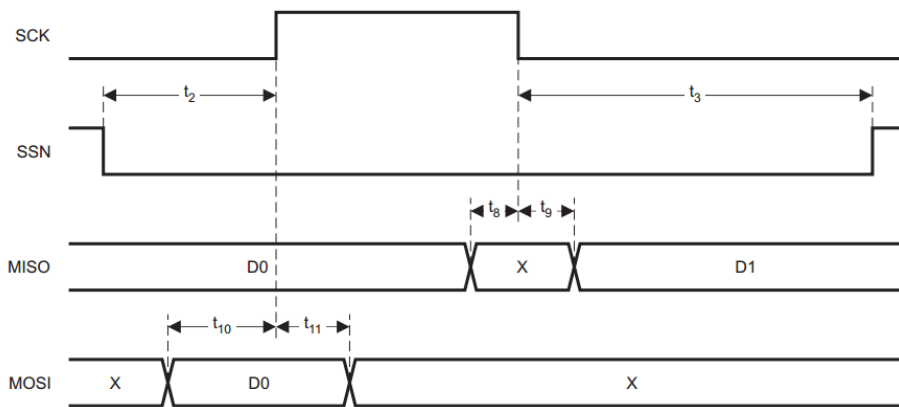 SCK
t2
t3
SSN
t8 t9
MISO D0 X D1
t10 t11
MOSI X D0 X